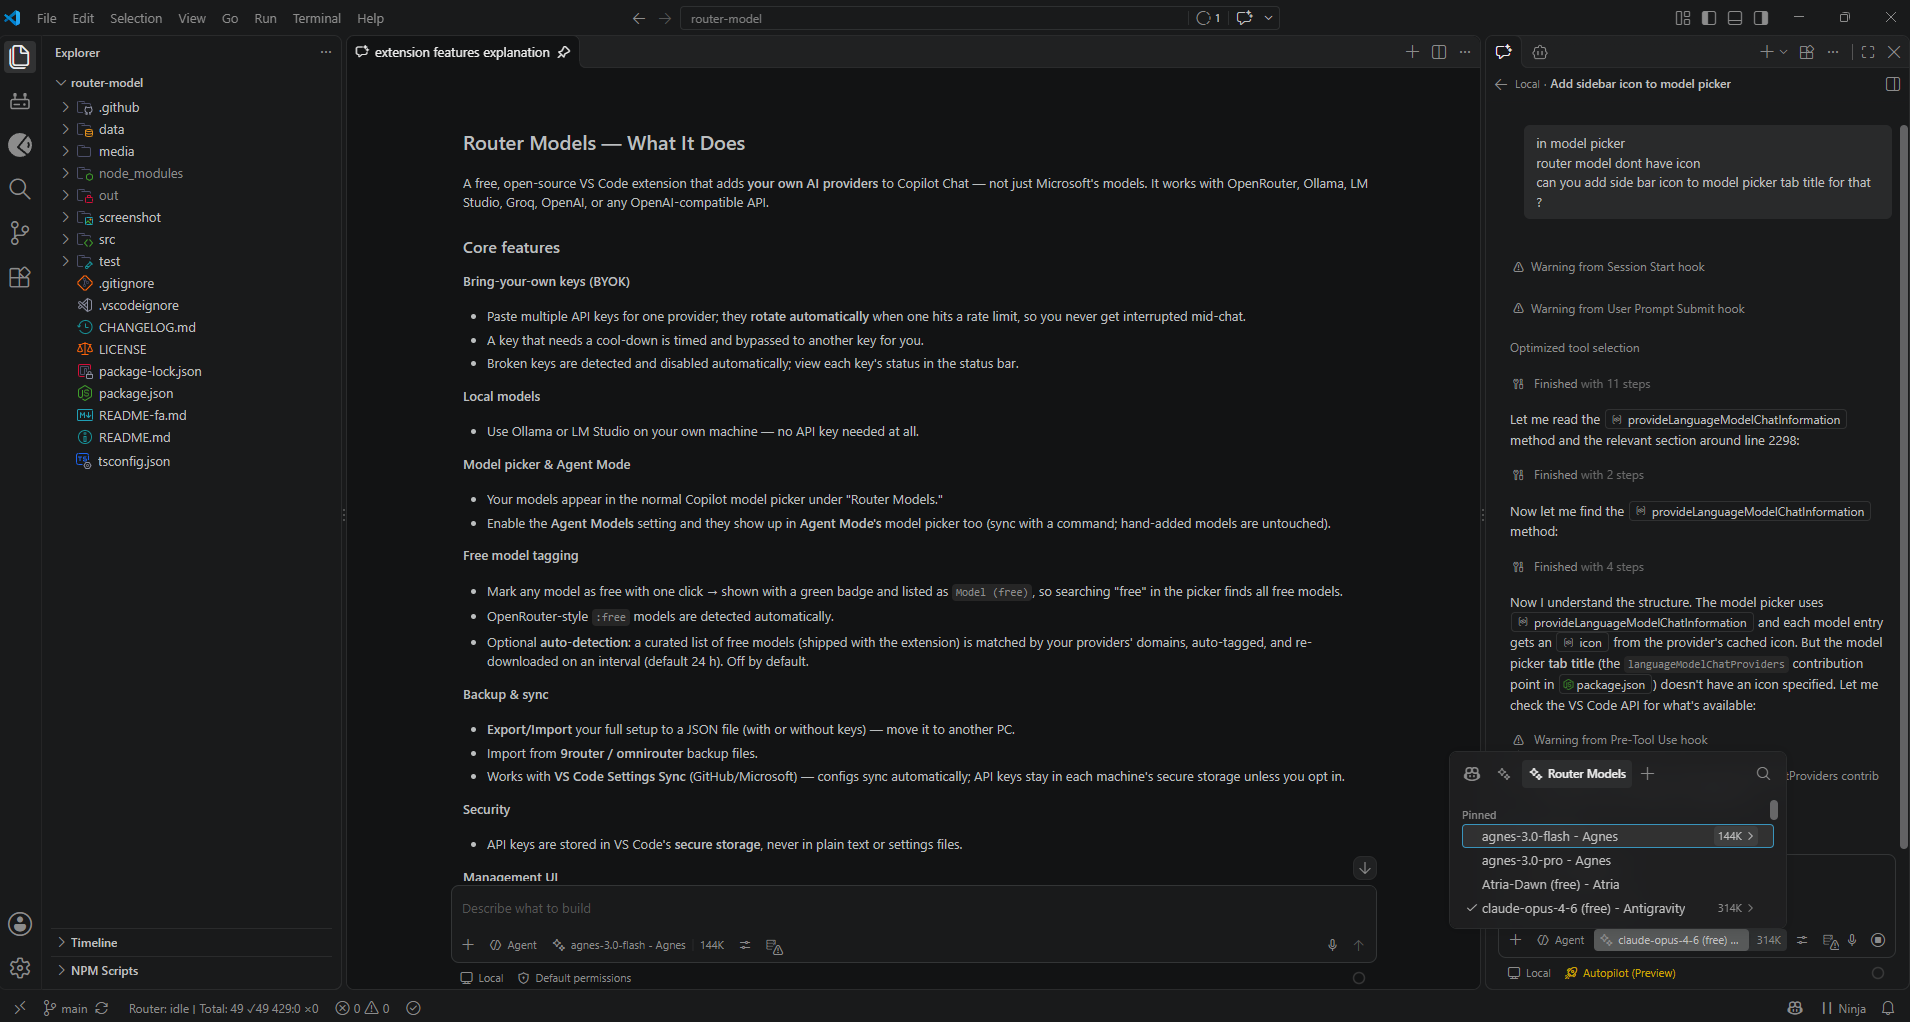 File Edit Selection View Go Run Terminal Help
router-model
1
Explorer
router-model
.github
data
media
node_modules
out
screenshot
src
test
.gitignore
.vscodeignore
CHANGELOG.md
LICENSE
package-lock.json
package.json
README-fa.md
README.md
tsconfig.json
Timeline
NPM Scripts
extension features explanation
Router Models — What It Does
A free, open-source VS Code extension that adds your own AI providers to Copilot Chat — not just Microsoft's models. It works with OpenRouter, Ollama, LM
Studio, Groq, OpenAI, or any OpenAI-compatible API.
Core features
Bring-your-own keys (BYOK)
• Paste multiple API keys for one provider; they rotate automatically when one hits a rate limit, so you never get interrupted mid-chat.
• A key that needs a cool-down is timed and bypassed to another key for you.
• Broken keys are detected and disabled automatically; view each key's status in the status bar.
Local models
• Use Ollama or LM Studio on your own machine — no API key needed at all.
Model picker & Agent Mode
• Your models appear in the normal Copilot model picker under "Router Models."
• Enable the Agent Models setting and they show up in Agent Mode's model picker too (sync with a command; hand-added models are untouched).
Free model tagging
• Mark any model as free with one click → shown with a green badge and listed as Model (free), so searching "free" in the picker finds all free models.
• OpenRouter-style :free models are detected automatically.
• Optional auto-detection: a curated list of free models (shipped with the extension) is matched by your providers' domains, auto-tagged, and re-
downloaded on an interval (default 24 h). Off by default.
Backup & sync
• Export/Import your full setup to a JSON file (with or without keys) — move it to another PC.
• Import from 9router / omnirouter backup files.
• Works with VS Code Settings Sync (GitHub/Microsoft) — configs sync automatically; API keys stay in each machine's secure storage unless you opt in.
Security
• API keys are stored in VS Code's secure storage, never in plain text or settings files.
Management UI
Describe what to build
Agent agnes-3.0-flash - Agnes 144K
Local Default permissions
Local · Add sidebar icon to model picker
in model picker
router model dont have icon
can you add side bar icon to model picker tab title for that
?
Warning from Session Start hook
Warning from User Prompt Submit hook
Optimized tool selection
Finished with 11 steps
Let me read the provideLanguageModelChatInformation
method and the relevant section around line 2298:
Finished with 2 steps
Now let me find the provideLanguageModelChatInformation
method:
Finished with 4 steps
Now I understand the structure. The model picker uses
provideLanguageModelChatInformation and each model entry
gets an icon from the provider's cached icon. But the model
picker tab title (the languageModelChatProviders contribution
point in package.json ) doesn't have an icon specified. Let me
check the VS Code API for what's available:
Warning from Pre-Tool Use hook
tProviders contrib
Router Models
Pinned
agnes-3.0-flash - Agnes 144K
agnes-3.0-pro - Agnes
Atria-Dawn (free) - Atria
claude-opus-4-6 (free) - Antigravity 314K
Agent claude-opus-4-6 (free) ... 314K
Local Autopilot (Preview)
main Router: idle | Total: 49 ✓49 429:0 ×0 0 0
Ninja